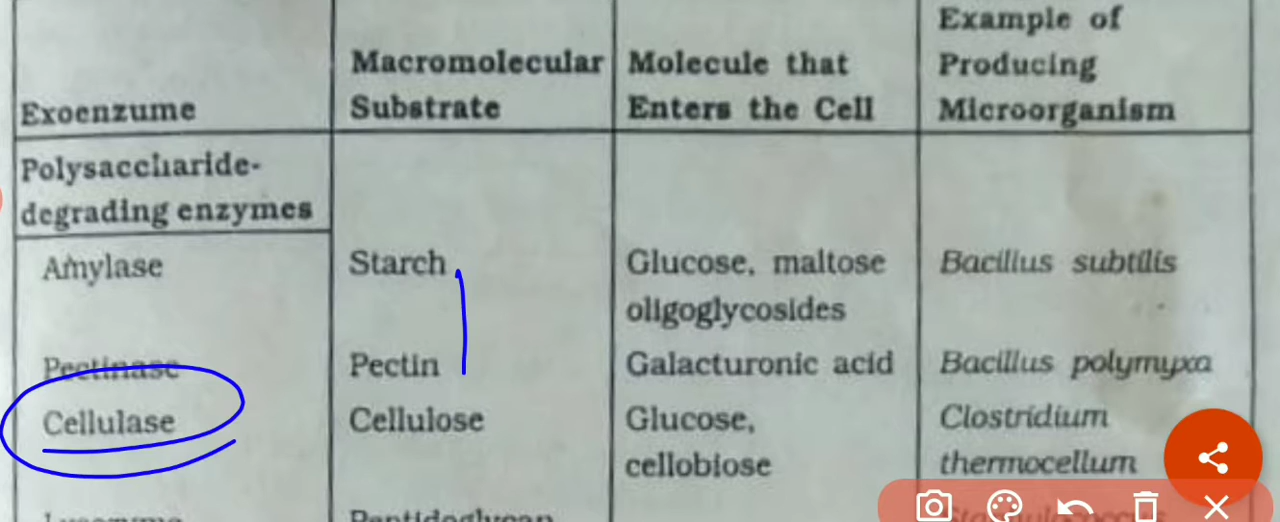 Exoenzume
Macromolecular
Substrate
Molecule that
Enters the Cell
Example of
Producing
Microorganism
Polysaccharide-
degrading enzymes
Amylase
Starch
Glucose, maltose
oligoglycosides
Bacillus subtilis
Pectinase
Pectin
Galacturonic acid
Bacillus polymyxa
Cellulase
Cellulose
Glucose,
cellobiose
Clostridium
thermocellum
Peptidoglycan